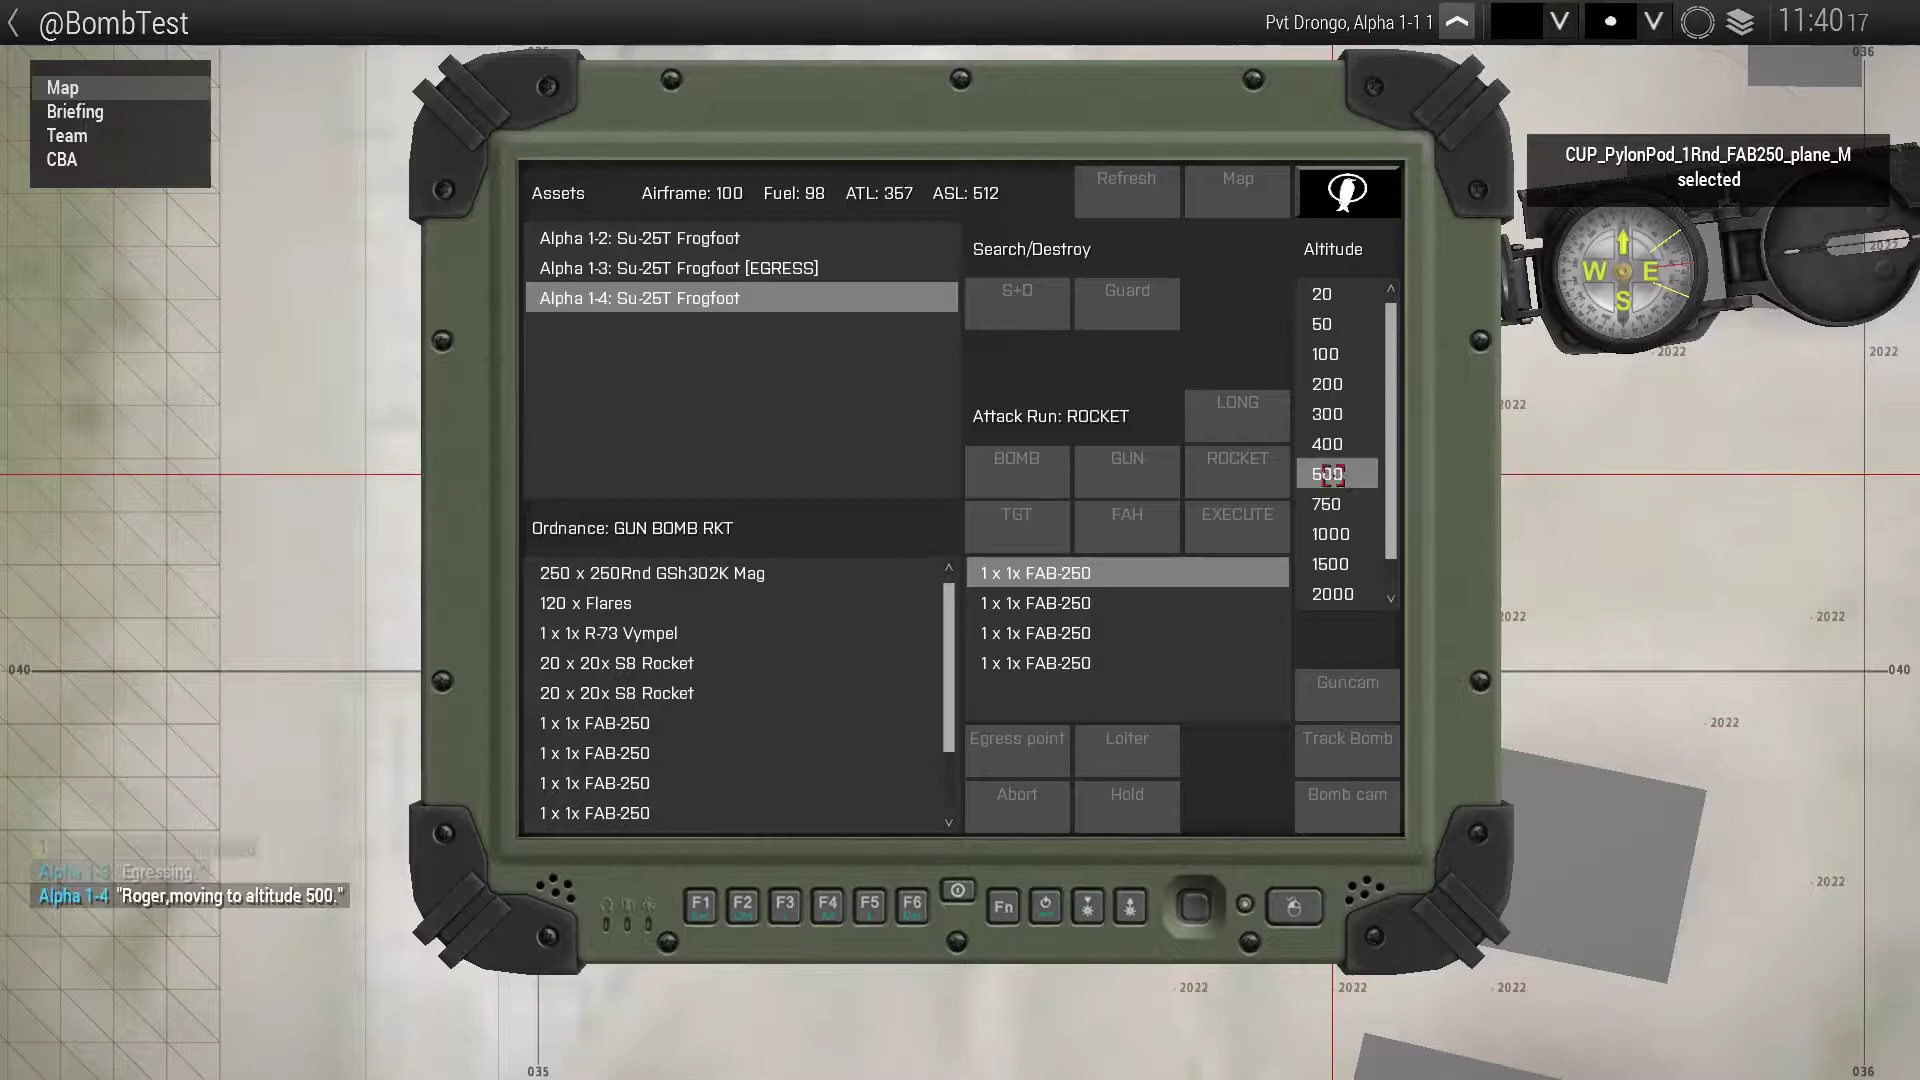 @BombTest
Pvt Drongo, Alpha 1-1 1
11:40 17
036
Map
Briefing
Team
CBA
CUP_PylonPod_1Rnd_FAB250_plane_M
selected
Assets
Airframe: 100
Fuel: 98
ATL: 357
ASL: 512
Refresh
Map
Alpha 1-2: Su-25T Frogfoot
Alpha 1-3: Su-25T Frogfoot [EGRESS]
Alpha 1-4: Su-25T Frogfoot
Search/Destroy
S+D
Guard
Altitude
20
50
100
200
300
400
500
750
1000
1500
2000
Attack Run: ROCKET
LONG
BOMB
GUN
ROCKET
TGT
FAH
EXECUTE
Ordnance: GUN BOMB RKT
250 x 250Rnd GSh302K Mag
120 x Flares
1 x 1x R-73 Vympel
20 x 20x S8 Rocket
20 x 20x S8 Rocket
1 x 1x FAB-250
1 x 1x FAB-250
1 x 1x FAB-250
1 x 1x FAB-250
1 x 1x FAB-250
1 x 1x FAB-250
1 x 1x FAB-250
1 x 1x FAB-250
Egress point
Loiter
Abort
Hold
Guncam
Track Bomb
Bomb cam
W
E
S
2022
2022
2022
2022
2022
2022
2022
2022
040
040
Alpha 1-3 "Egressing."
Alpha 1-4 "Roger,moving to altitude 500."
F1
F2
F3
F4
F5
F6
Fn
2022
2022
2022
035
036